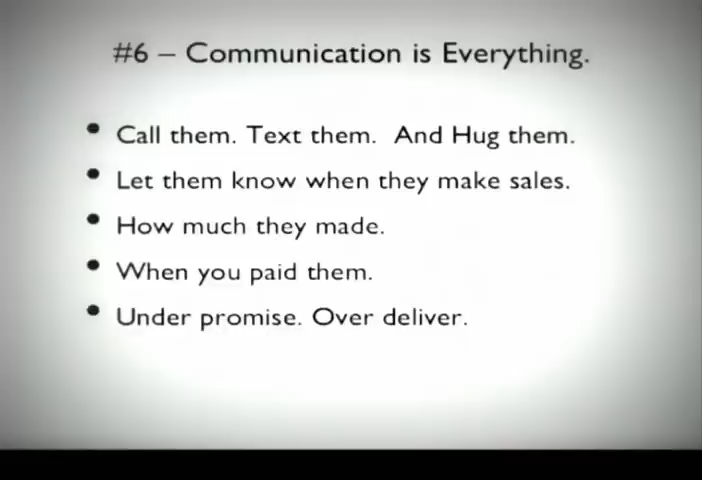 #6 – Communication is Everything.
• Call them. Text them.  And Hug them.
• Let them know when they make sales.
• How much they made.
• When you paid them.
• Under promise. Over deliver.